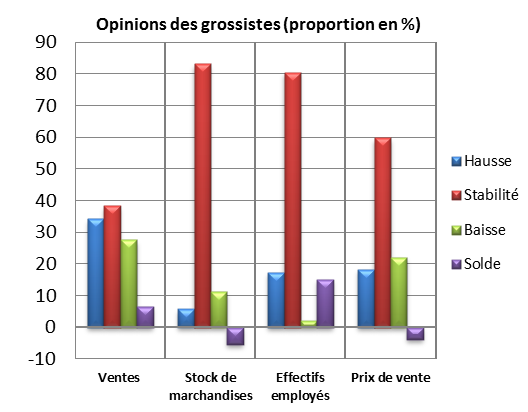 Opinions des grossistes (proportion en %)
90
80
70
60
50
40
30
20
10
0
-10
Hausse
Stabilité
Baisse
Solde
Ventes
Stock de
marchandises
Effectifs
employés
Prix de vente